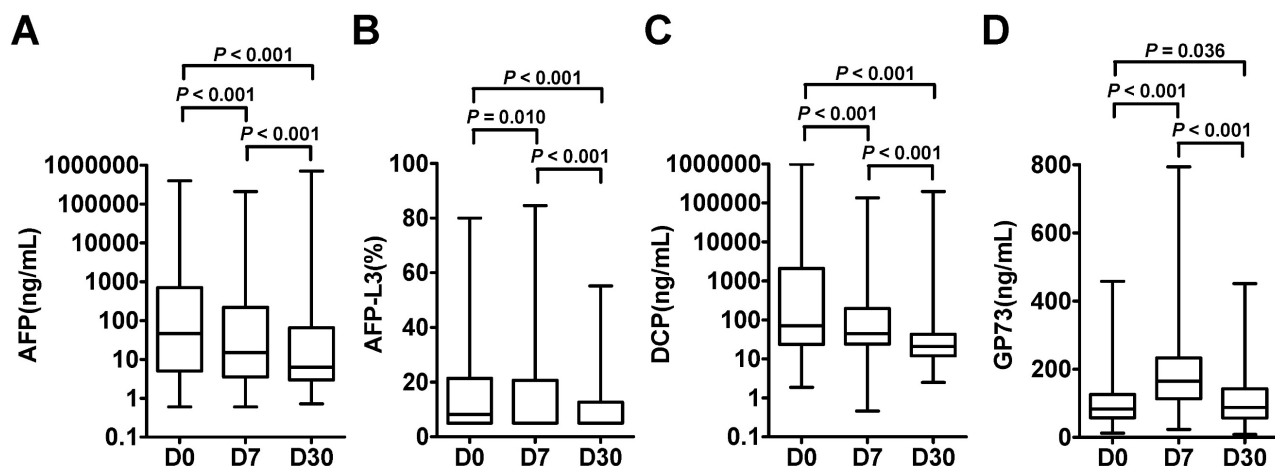 A
P < 0.001
P < 0.001
P < 0.001
AFP(ng/mL)
1000000
100000
10000
1000
100
10
1
0.1
D0 D7 D30
B
P < 0.001
P = 0.010
P < 0.001
AFP-L3(%)
100
80
60
40
20
0
D0 D7 D30
C
P < 0.001
P < 0.001
P < 0.001
DCP(ng/mL)
1000000
100000
10000
1000
100
10
1
0.1
D0 D7 D30
D
P = 0.036
P < 0.001
P < 0.001
GP73(ng/mL)
800
600
400
200
0
D0 D7 D30